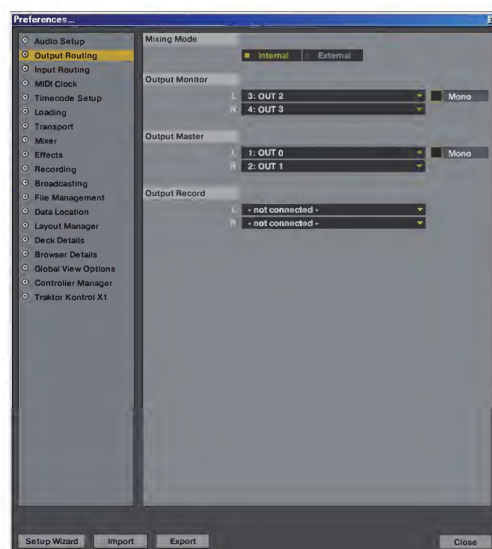 Preferences...
Audio Setup
Output Routing
Input Routing
MIDI Clock
Timecode Setup
Loading
Transport
Mixer
Effects
Recording
Broadcasting
File Management
Data Location
Layout Manager
Deck Details
Browser Details
Global View Options
Controller Manager
Traktor Kontrol X1
Mixing Mode
Internal External
Output Monitor
L 3: OUT 2 Mono
R 4: OUT 3
Output Master
L 1: OUT 0 Mono
R 2: OUT 1
Output Record
L - not connected -
R - not connected -
Setup Wizard Import Export Close